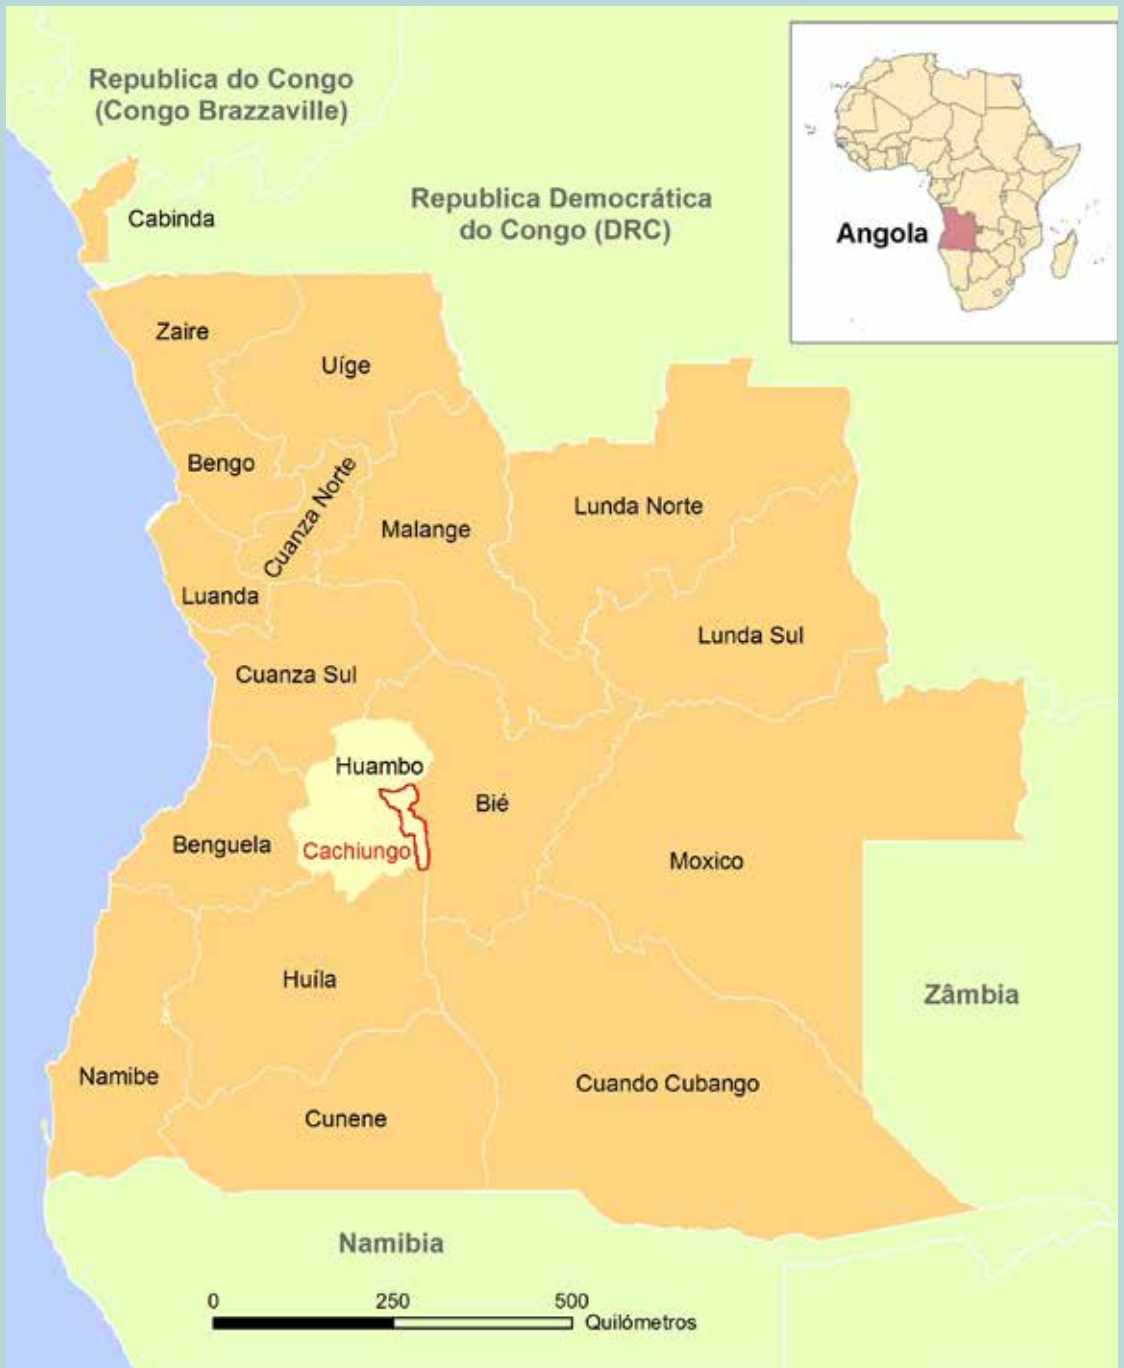 Republica do Congo
(Congo Brazzaville)
Cabinda
Republica Democrática
do Congo (DRC)
Angola
Zaire
Uíge
Bengo
Cuanza Norte
Malange
Lunda Norte
Luanda
Lunda Sul
Cuanza Sul
Huambo
Bié
Benguela
Cachiungo
Moxico
Huíla
Zâmbia
Namibe
Cuando Cubango
Cunene
Namibia
0 250 500
Quilómetros